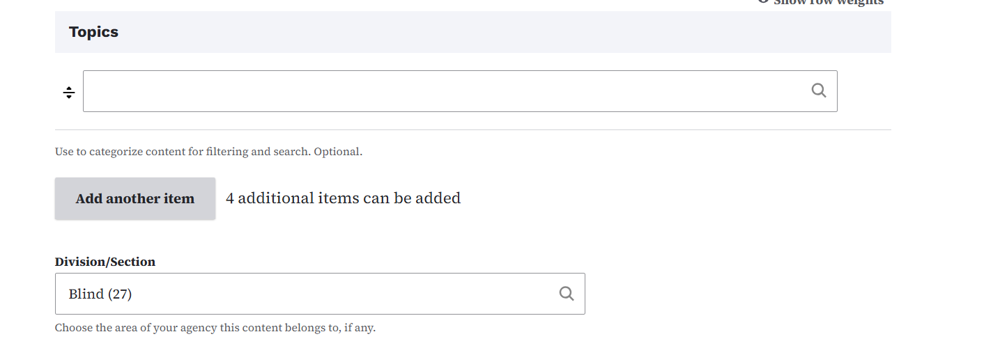 Show row weights
Topics
Use to categorize content for filtering and search. Optional.
Add another item
4 additional items can be added
Division/Section
Blind (27)
Choose the area of your agency this content belongs to, if any.